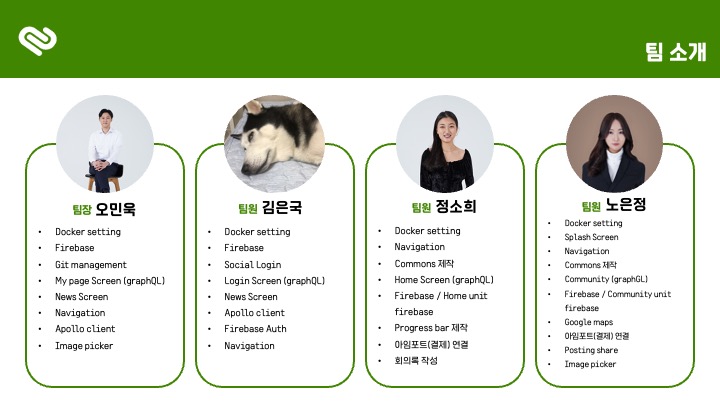 팀 소개
팀장 오민욱
• Docker setting
• Firebase
• Git management
• My page Screen (graphQL)
• News Screen
• Navigation
• Apollo client
• Image picker
팀원 김은국
• Docker setting
• Firebase
• Social Login
• Login Screen (graphQL)
• News Screen
• Apollo client
• Firebase Auth
• Navigation
팀원 정소희
• Docker setting
• Navigation
• Commons 제작
• Home Screen (graphQL)
• Firebase / Home unit
firebase
• Progress bar 제작
• 아임포트(결제) 연결
• 회의록 작성
팀원 노은정
• Docker setting
• Splash Screen
• Navigation
• Commons 제작
• Community (graphGL)
• Firebase / Community unit
firebase
• Google maps
• 아임포트(결제) 연결
• Posting share
• Image picker